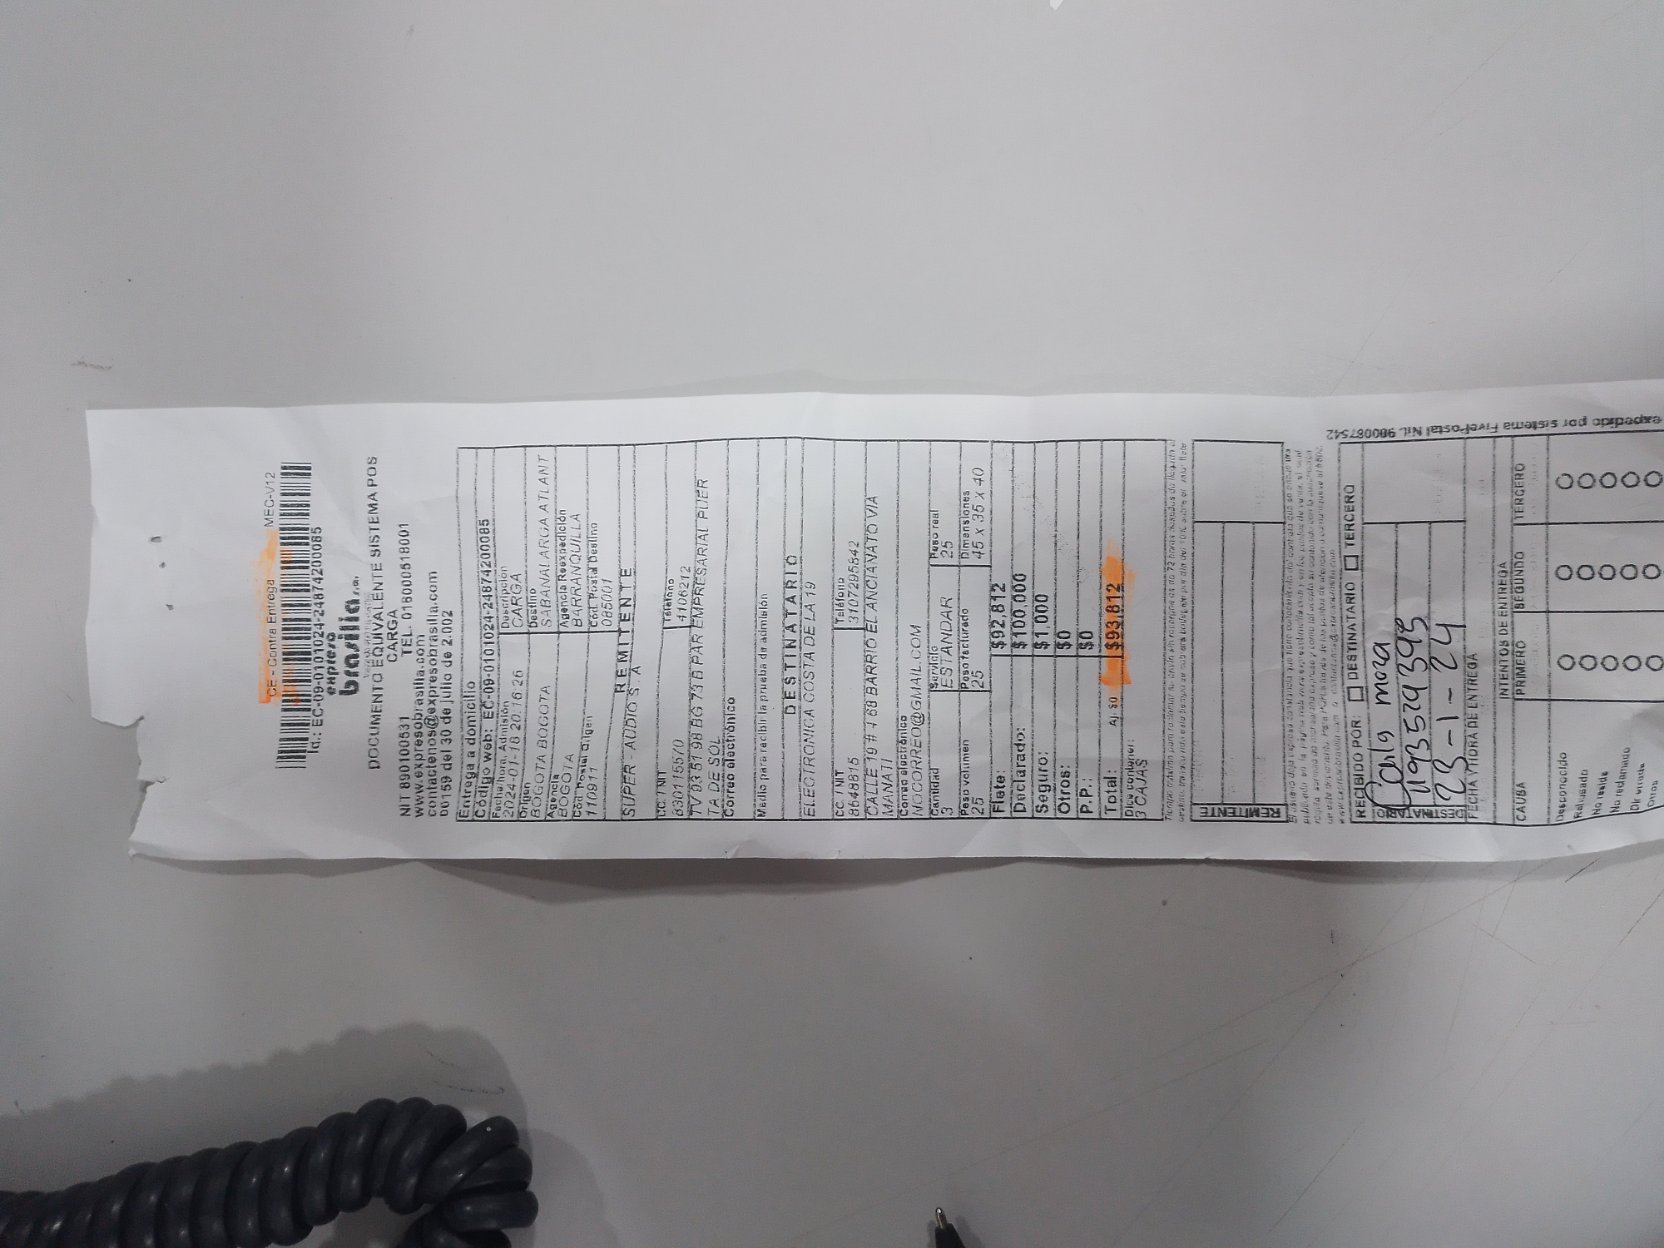 CE - Contra Entrega MEC-V12
Id.: EC-09-0101024-24874200085
expreso
brasilia s.a.
DOCUMENTO EQUIVALENTE SISTEMA POS
CARGA
NIT 890100531 TEL. 018000518001
www.expresobrasilia.com
contactenos@expresobrasilia.com
00159 del 30 de julio de 2.002
Entrega a domicilio
Código web: EC-09-0101024-24874200085
Fecha/hora, Admisión Descripcion
2024-01-18 20:16:26 CARGA
Origen Destino
BOGOTA BOGOTA SABANALARGA ATLANT
Agencia Agencia Reexpedición
BOGOTA BARRANQUILLA
Cód. Postal Origen Cód. Postal Destino
110911 085001
REMITENTE
SUPER - AUDIO S . A
CC / NIT Teléfono
830115570 4106212
TV 93 51 98 BG 73 B PAR EMPRESARIAL PUER
TA DE SOL
Correo electrónico
Medio para recibir la prueba de admisión
DESTINATARIO
ELECTRONICA COSTA DE LA 19
CC / NIT Teléfono
8648815 3107295842
CALLE 19 # 1 68 BARRIO EL ANCIANATO VIA
MANATI
Correo electrónico
NOCORREO@GMAIL.COM
Cantidad Servicio Peso real
3 ESTANDAR 25
Peso volumen Peso facturado Dimensiones
25 25 45 X 35 X 40
Flete: $92,812
Declarado: $100,000
Seguro: $1,000
Otros: $0
P.P.: $0
Total: Aj. $0 $93,812
Dice contener:
3 CAJAS
REMITENTE
RECIBIDO POR: DESTINATARIO TERCERO
DESTINATARIO
23-1-24
FECHA Y HORA DE ENTREGA
INTENTOS DE ENTREGA
CAUSA PRIMERO SEGUNDO TERCERO
Desconocido
Rehusado
No reside
No reclamado
Dir errada
Otros
expedido por sistema FivePostal Nit. 900087542